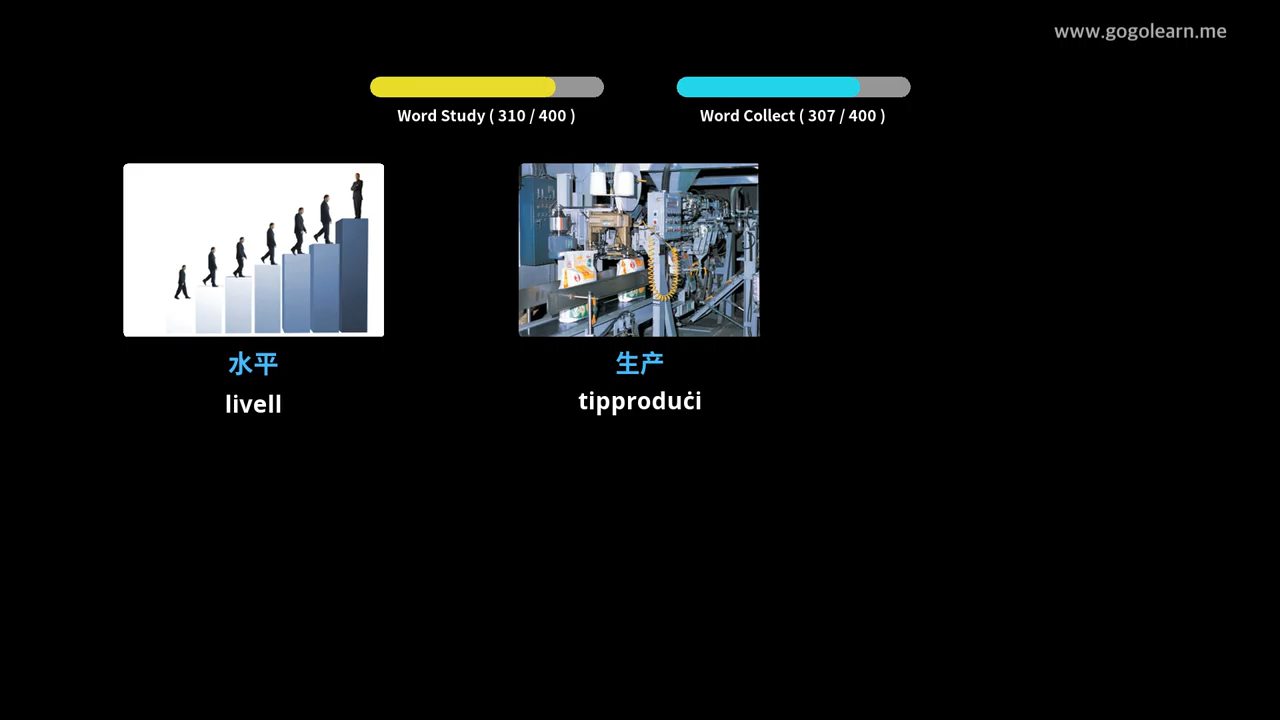 www.gogolearn.me
Word Study ( 310 / 400 )
Word Collect ( 307 / 400 )
水平
livell
生产
tipproduċi